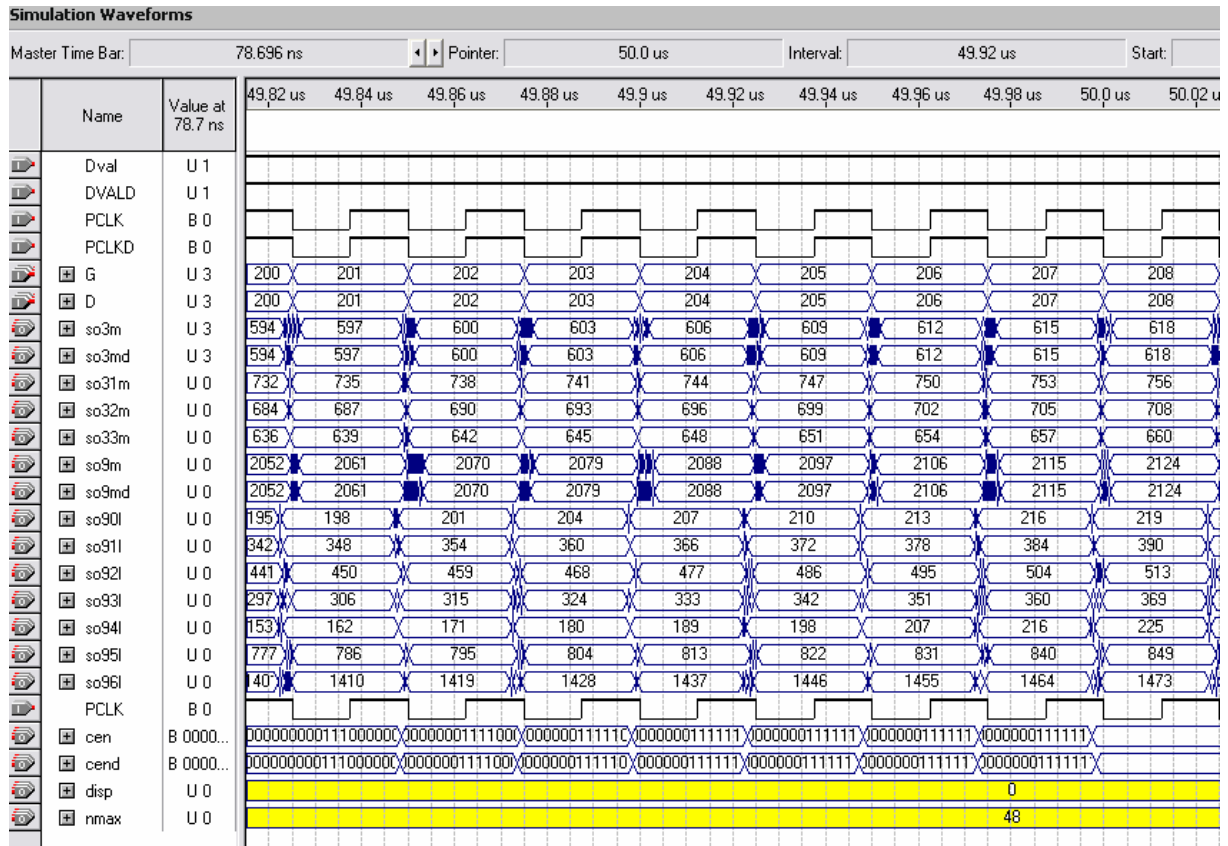 Simulation Waveforms
Master Time Bar: 78.696 ns Pointer: 50.0 us Interval: 49.92 us Start:
Name Value at 78.7 ns 49.82 us 49.84 us 49.86 us 49.88 us 49.9 us 49.92 us 49.94 us 49.96 us 49.98 us 50.0 us 50.02 u
Dval U 1
DVALD U 1
PCLK B 0
PCLKD B 0
G U 3 200 201 202 203 204 205 206 207 208
D U 3 200 201 202 203 204 205 206 207 208
so3m U 3 594 597 600 603 606 609 612 615 618
so3md U 3 594 597 600 603 606 609 612 615 618
so31m U 0 732 735 738 741 744 747 750 753 756
so32m U 0 684 687 690 693 696 699 702 705 708
so33m U 0 636 639 642 645 648 651 654 657 660
so9m U 0 2052 2061 2070 2079 2088 2097 2106 2115 2124
so9md U 0 2052 2061 2070 2079 2088 2097 2106 2115 2124
so90l U 0 195 198 201 204 207 210 213 216 219
so91l U 0 342 348 354 360 366 372 378 384 390
so92l U 0 441 450 459 468 477 486 495 504 513
so93l U 0 297 306 315 324 333 342 351 360 369
so94l U 0 153 162 171 180 189 198 207 216 225
so95l U 0 777 786 795 804 813 822 831 840 849
so96l U 0 140 1410 1419 1428 1437 1446 1455 1464 1473
PCLK B 0
cen B 0000...
cend B 0000...
disp U 0 0
nmax U 0 48